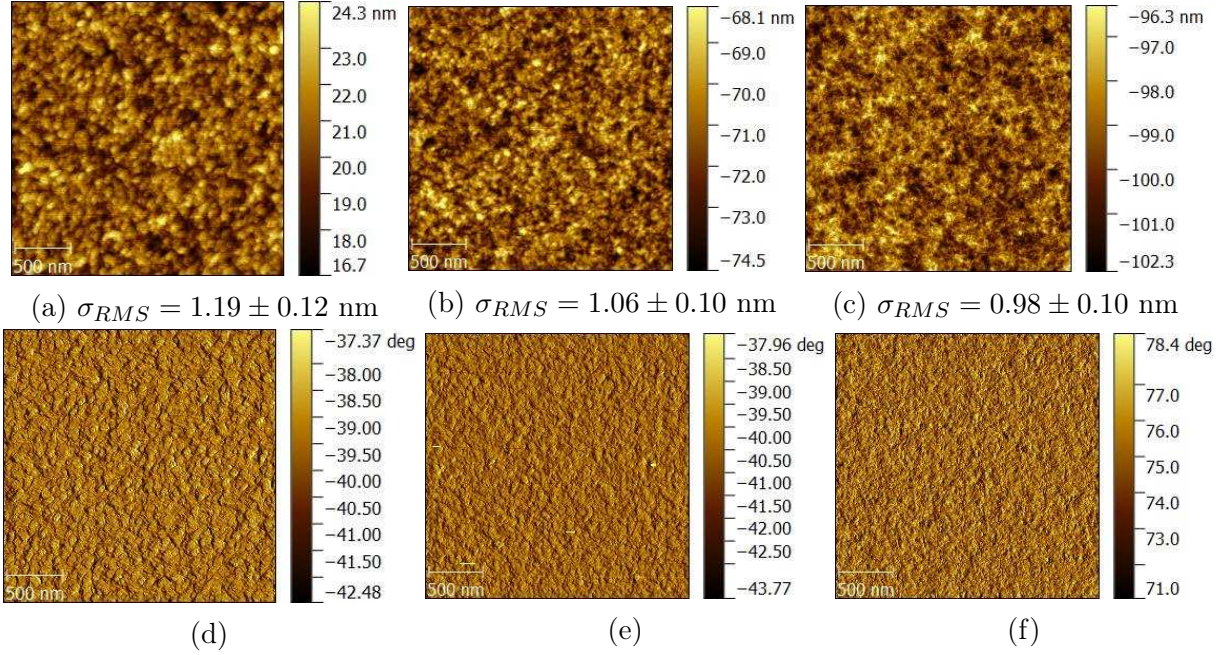 24.3 nm
23.0
22.0
21.0
20.0
19.0
18.0
16.7
500 nm
−68.1 nm
−69.0
−70.0
−71.0
−72.0
−73.0
−74.5
500 nm
−96.3 nm
−97.0
−98.0
−99.0
−100.0
−101.0
−102.3
500 nm
(a) σ_{RMS} = 1.19 ± 0.12 nm
(b) σ_{RMS} = 1.06 ± 0.10 nm
(c) σ_{RMS} = 0.98 ± 0.10 nm
−37.37 deg
−38.00
−38.50
−39.00
−39.50
−40.00
−40.50
−41.00
−41.50
−42.48
500 nm
−37.96 deg
−38.50
−39.00
−39.50
−40.00
−40.50
−41.00
−41.50
−42.00
−42.50
−43.77
500 nm
78.4 deg
77.0
76.0
75.0
74.0
73.0
71.0
500 nm
(d)
(e)
(f)